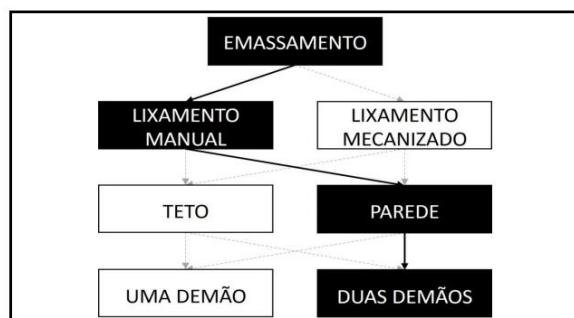 EMASSAMENTO
LIXAMENTO
MANUAL
LIXAMENTO
MECANIZADO
TETO
PAREDE
UMA DEMÃO
DUAS DEMÃOS